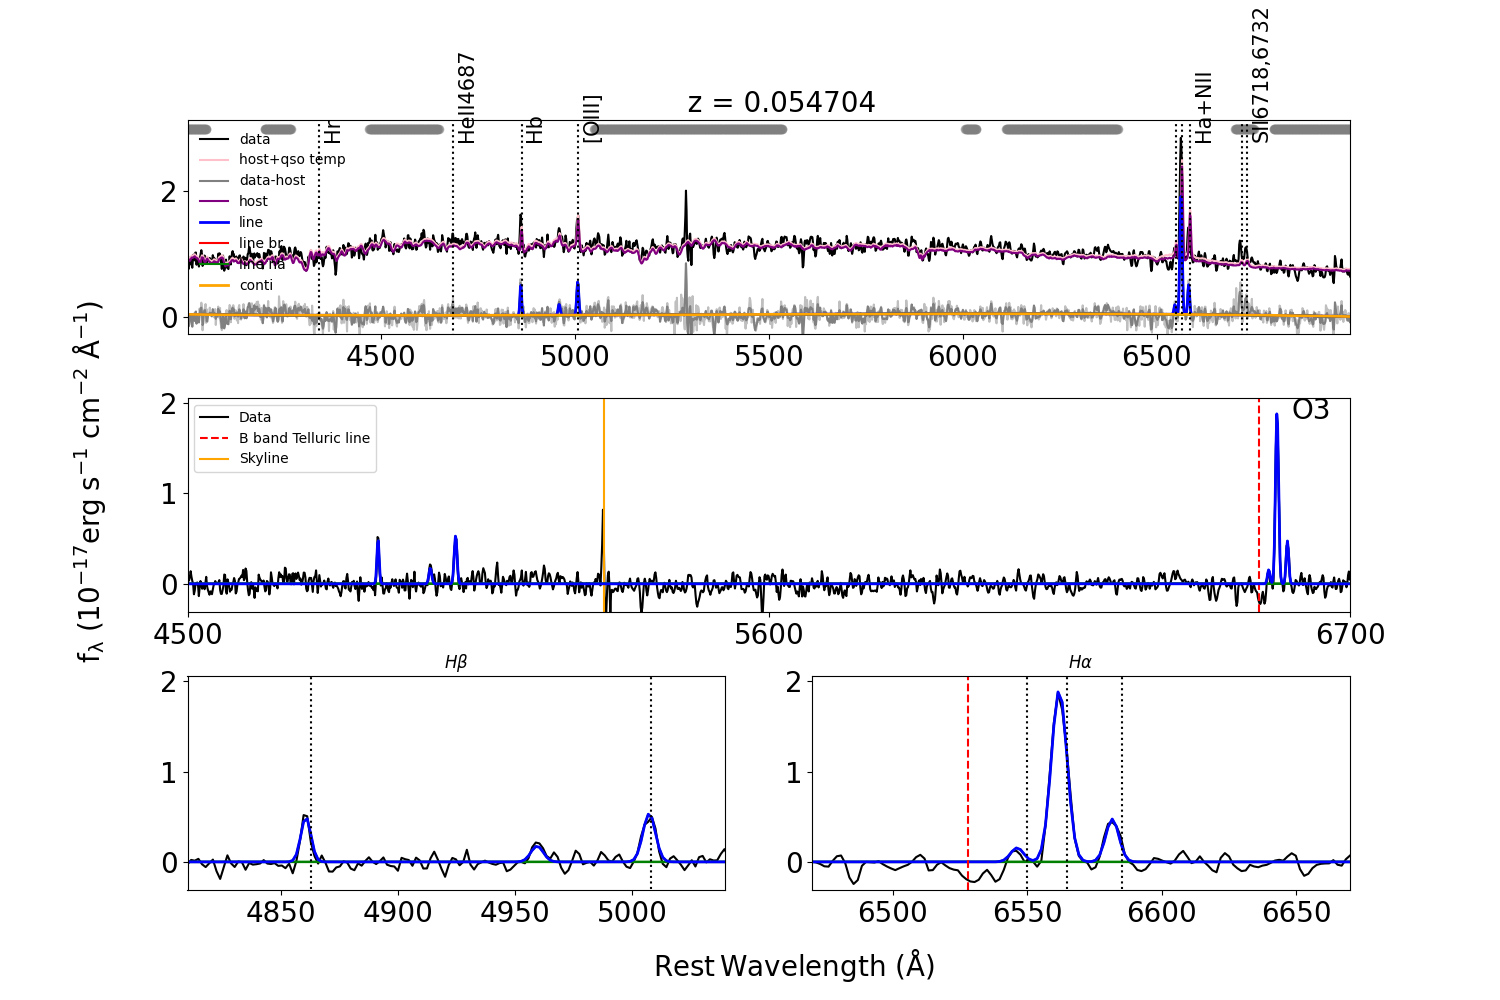 z = 0.054704
Hr
HeII4687
Hb
[OIII]
Ha+NII
SII6718,6732
data
host+qso temp
data-host
host
line
line br
line na
conti
2
0
4500 5000 5500 6000 6500
f_λ (10^−17 erg s^−1 cm^−2 Å^−1)
O3
Data
B band Telluric line
Skyline
2
1
0
4500 5600 6700
Hβ
2
1
0
4850 4900 4950 5000
Hα
2
1
0
6500 6550 6600 6650
Rest Wavelength (Å)